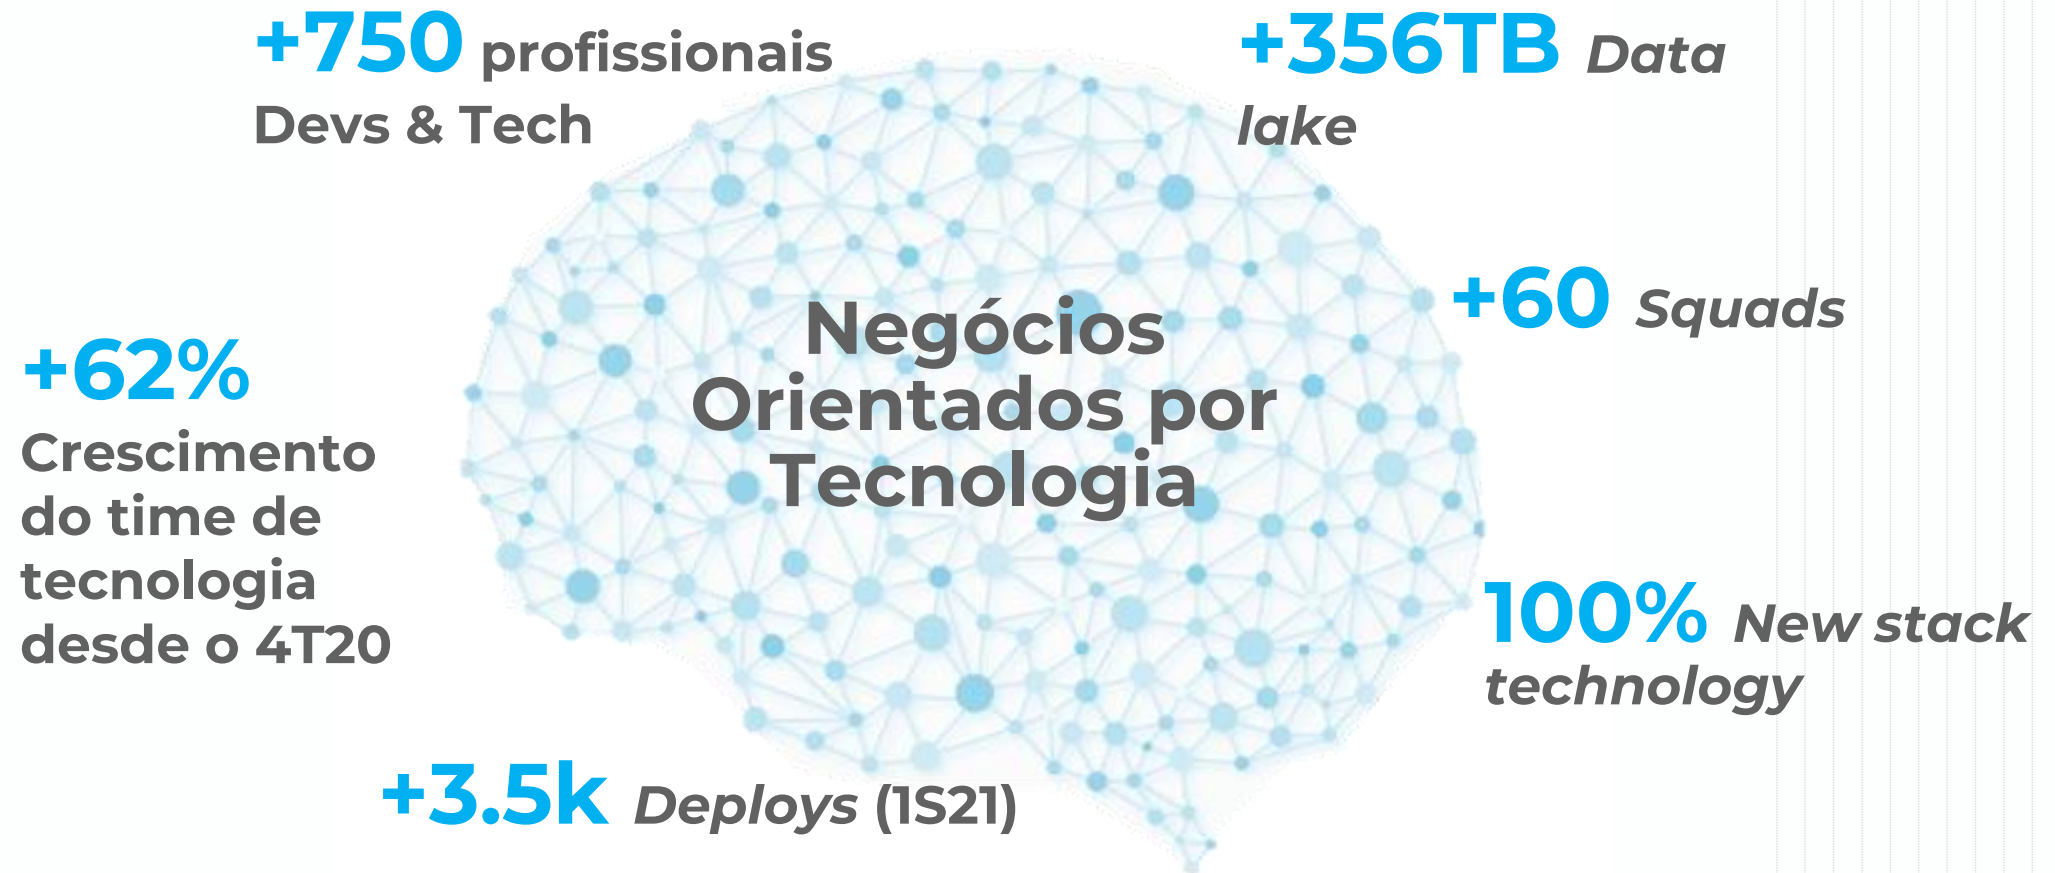 +750 profissionais
Devs & Tech
+356TB Data
lake
+60 Squads
Negócios
Orientados por
Tecnologia
+62%
Crescimento
do time de
tecnologia
desde o 4T20
100% New stack
technology
+3.5k Deploys (1S21)